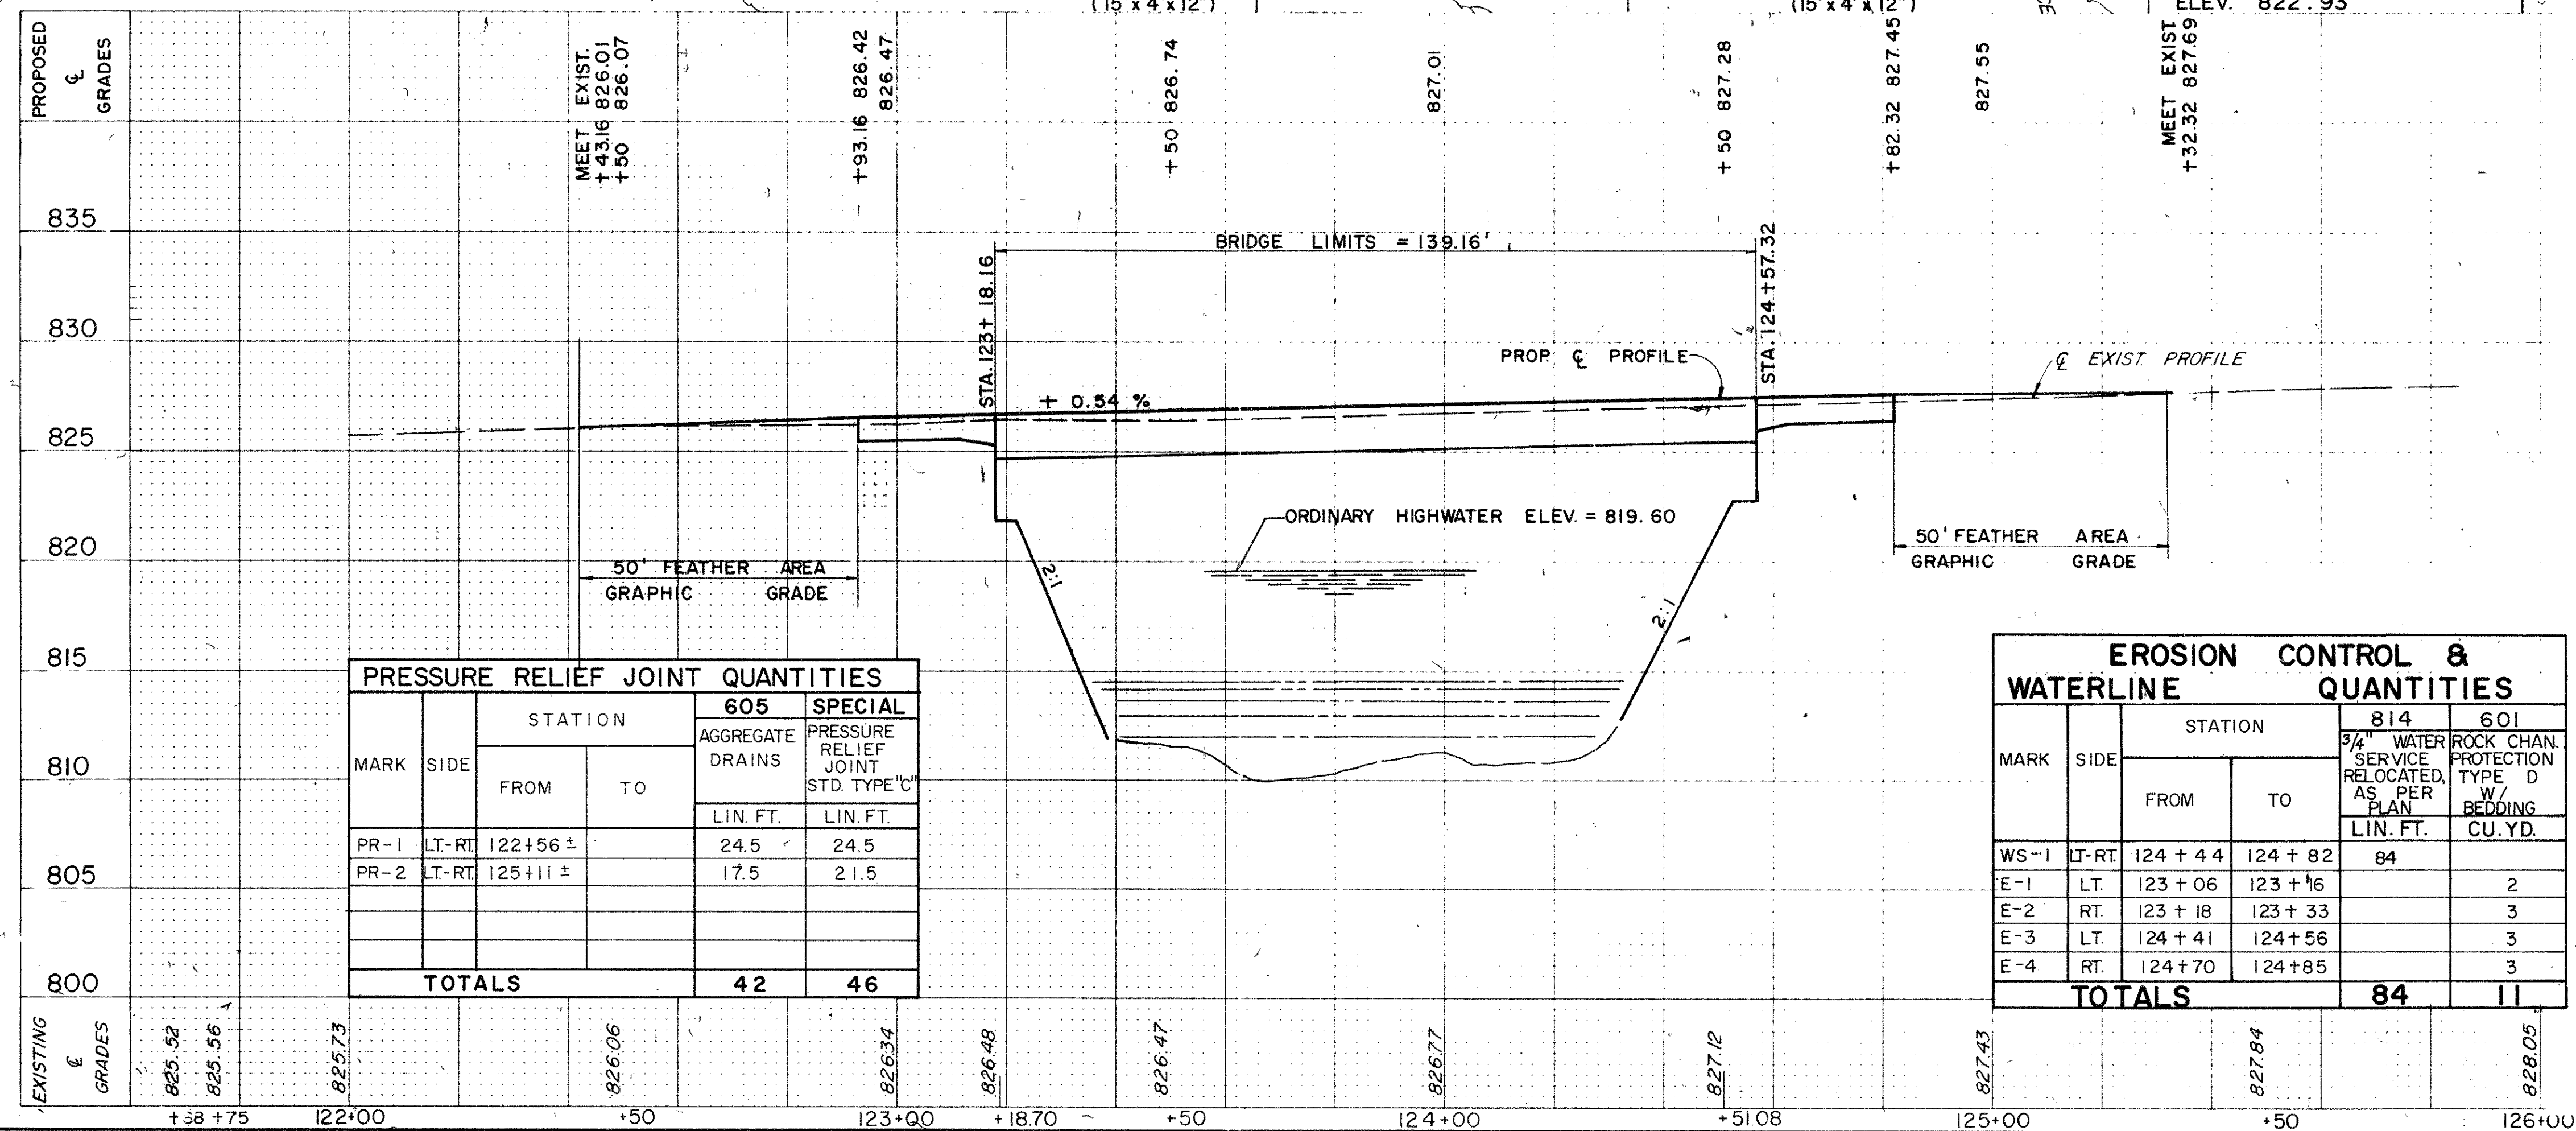 (15' x 4' x 12")
(15' x 4' x 12")
ELEV. 822.93
PROPOSED
℄
GRADES
MEET EXIST.
+43.16 826.01
+50 826.07
+93.16 826.42
826.47
+50 826.74
827.01
+50 827.28
+82.32 827.45
827.55
MEET EXIST
+32.32 827.69
835
830
825
820
815
810
805
800
BRIDGE LIMITS = 139.16'
STA. 123+18.16
STA. 124+57.32
+ 0.54 %
PROP. ℄ PROFILE
℄ EXIST. PROFILE
ORDINARY HIGHWATER ELEV. = 819.60
50' FEATHER AREA
GRAPHIC GRADE
50' FEATHER AREA
GRAPHIC GRADE
2:1
2:1
PRESSURE RELIEF JOINT QUANTITIES
MARK
SIDE
STATION
FROM
TO
605
AGGREGATE
DRAINS
LIN. FT.
SPECIAL
PRESSURE
RELIEF
JOINT
STD. TYPE "C"
LIN. FT.
PR-1 LT.-RT. 122+56 ± 24.5 24.5
PR-2 LT.-RT. 125+11 ± 17.5 21.5
TOTALS 42 46
EROSION CONTROL &
WATERLINE QUANTITIES
MARK
SIDE
STATION
FROM
TO
814
3/4" WATER
SERVICE
RELOCATED,
AS PER
PLAN
LIN. FT.
601
ROCK CHAN.
PROTECTION
TYPE D
W/
BEDDING
CU. YD.
WS-1 LT-RT. 124 + 44 124 + 82 84
E-1 LT. 123 + 06 123 + 16 2
E-2 RT. 123 + 18 123 + 33 3
E-3 LT. 124 + 41 124+56 3
E-4 RT. 124+70 124+85 3
TOTALS 84 11
EXISTING
℄
GRADES
825.52
825.56
825.73
826.06
826.34
826.48
826.47
826.77
827.12
827.43
827.84
828.05
+58 +75 122+00 +50 123+00 +18.70 +50 124+00 +51.08 125+00 +50 126+00